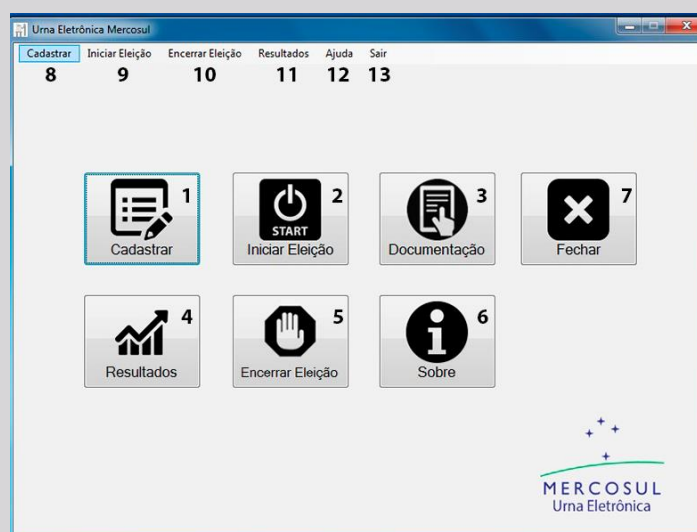 Urna Eletrônica Mercosul
Cadastrar Iniciar Eleição Encerrar Eleição Resultados Ajuda Sair
8 9 10 11 12 13
1 2 3 7
START
Cadastrar Iniciar Eleição Documentação Fechar
4 5 6
Resultados Encerrar Eleição Sobre
MERCOSUL
Urna Eletrônica